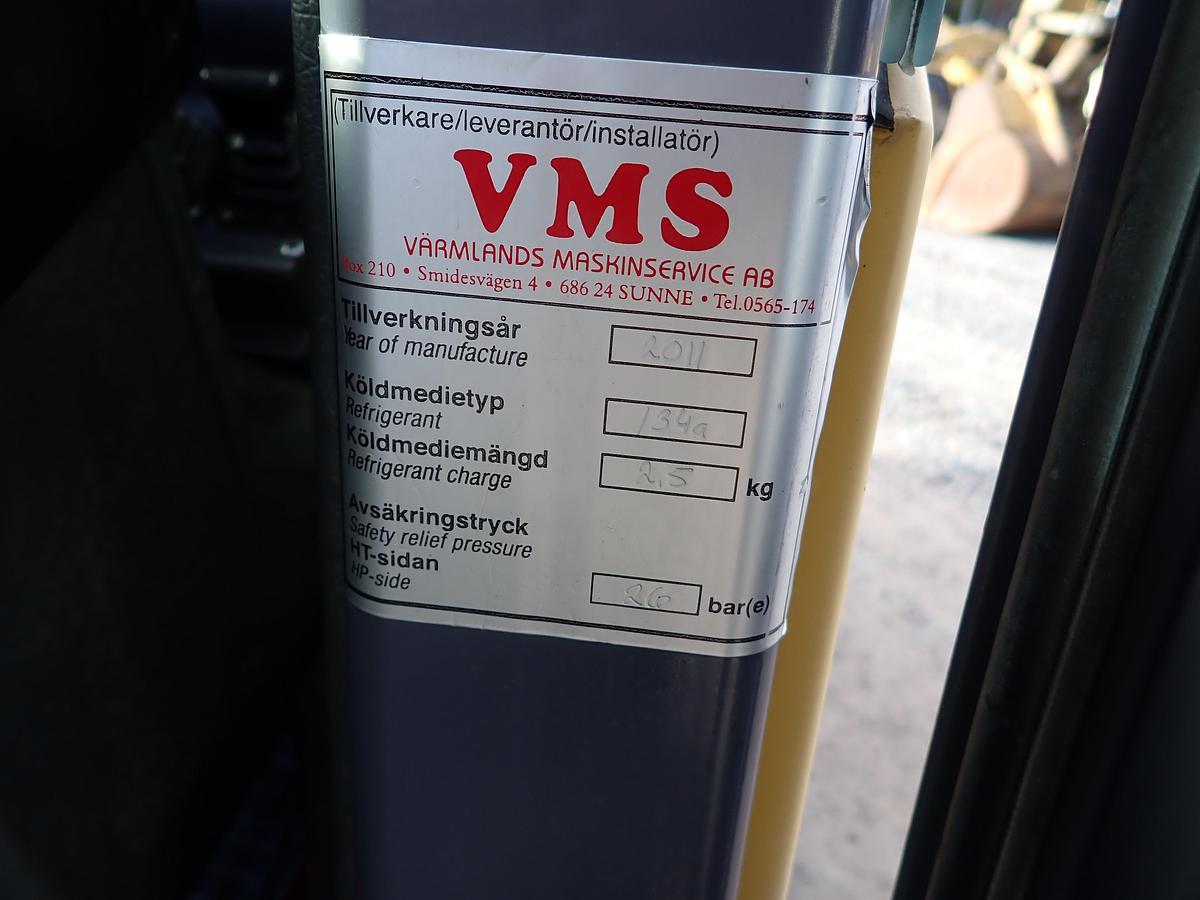 (Tillverkare/leverantör/installatör)
VMS
VÄRMLANDS MASKINSERVICE AB
Box 210 • Smidesvägen 4 • 686 24 SUNNE • Tel.0565-174
Tillverkningsår
Year of manufacture
2011
Köldmedietyp
Refrigerant
134a
Köldmediemängd
Refrigerant charge
2,5 kg
Avsäkringstryck
Safety relief pressure
HT-sidan
HP-side
26 bar(e)